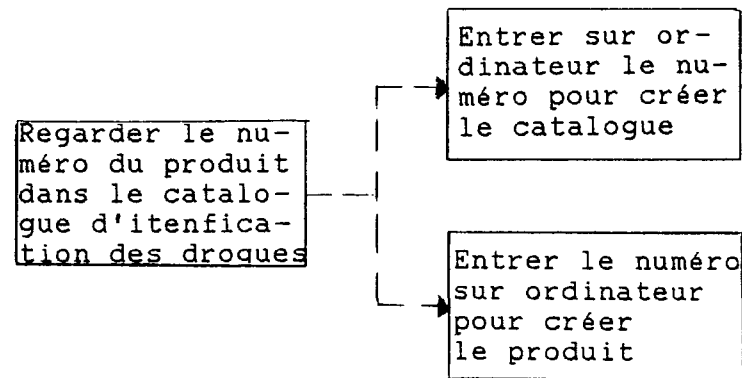 Regarder le nu-
méro du produit
dans le catalo-
gue d'itenfica-
tion des drogues
Entrer sur or-
dinateur le nu-
méro pour créer
le catalogue
Entrer le numéro
sur ordinateur
pour créer
le produit